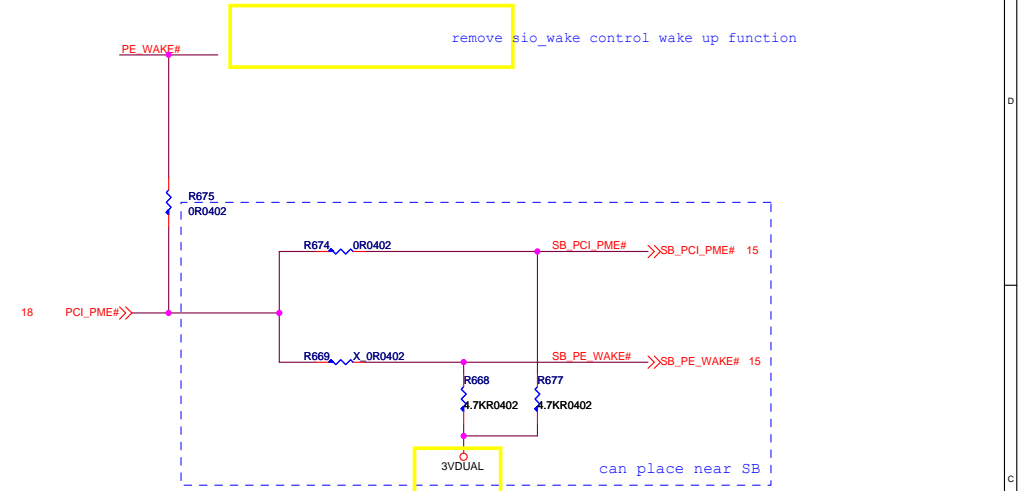 remove sio_wake control wake up function
PE_WAKE#
D
R675
0R0402
R674 0R0402 SB_PCI_PME# SB_PCI_PME# 15
18 PCI_PME#
R669 X_0R0402 SB_PE_WAKE# SB_PE_WAKE# 15
R668 R677
4.7KR0402 4.7KR0402
3VDUAL can place near SB
C